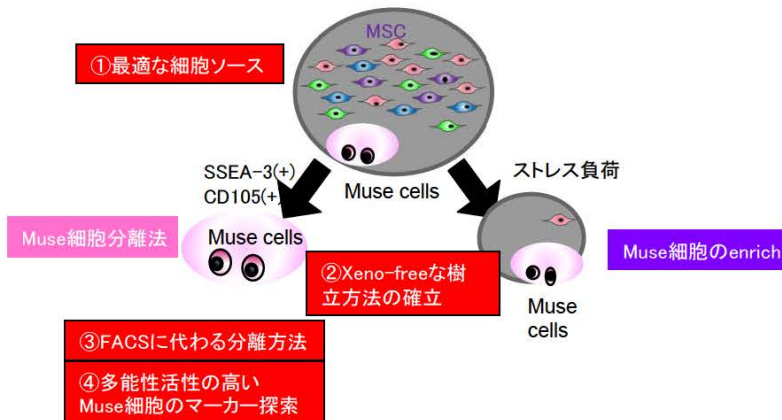 MSC
①最適な細胞ソース
SSEA-3(+)
CD105(+)
Muse cells
ストレス負荷
Muse細胞分離法
Muse cells
Muse細胞のenrich
②Xeno-freeな樹
立方法の確立
Muse
cells
③FACSに代わる分離方法
④多能性活性の高い
Muse細胞のマーカー探索